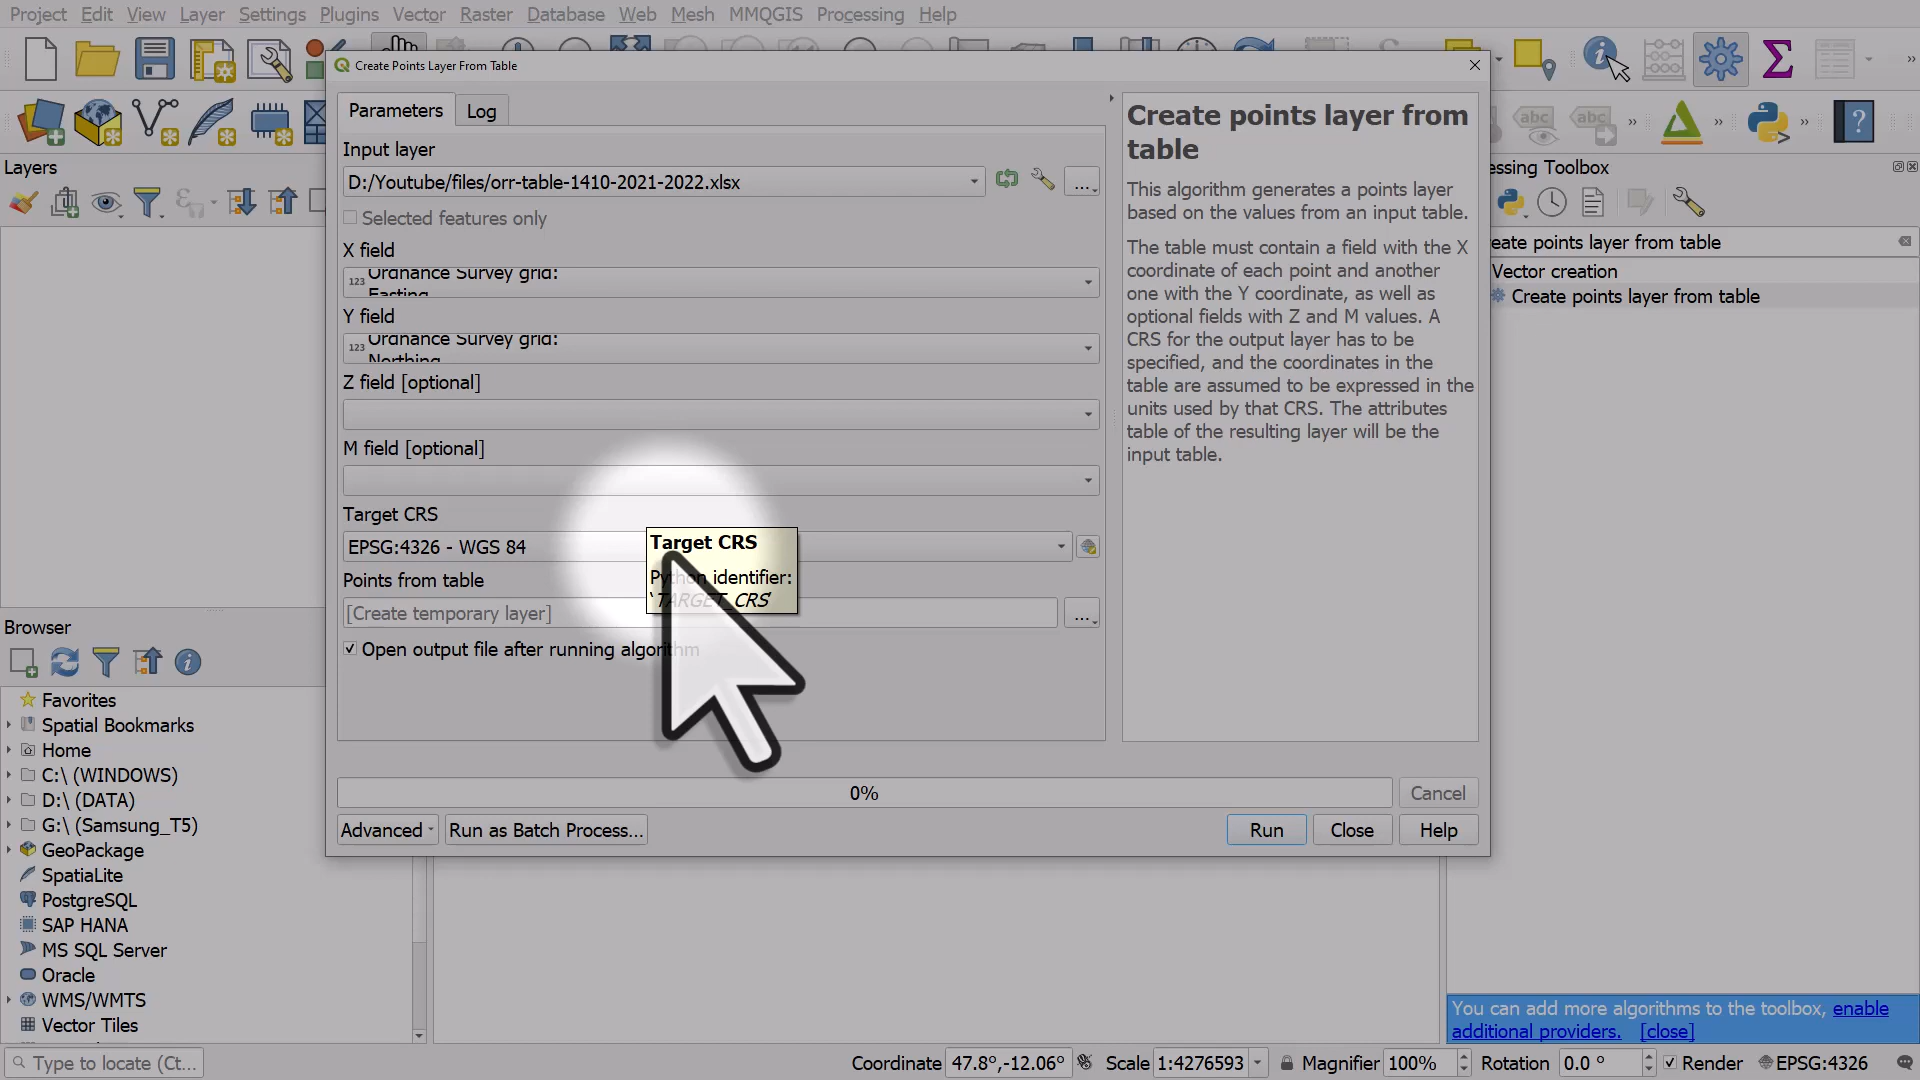 Project Edit View Layer Settings Plugins Vector Raster Database Web Mesh MMQGIS Processing Help
Create Points Layer From Table
Parameters Log
Input layer
D:/Youtube/files/orr-table-1410-2021-2022.xlsx
Selected features only
X field
123 Ordnance Survey grid:
Easting
Y field
123 Ordnance Survey grid:
Northing
Z field [optional]
M field [optional]
Target CRS
EPSG:4326 - WGS 84
Target CRS
Python identifier:
'TARGET_CRS'
Points from table
[Create temporary layer]
Open output file after running algorithm
0%
Cancel
Advanced Run as Batch Process... Run Close Help
Create points layer from
table
This algorithm generates a points layer
based on the values from an input table.
The table must contain a field with the X
coordinate of each point and another
one with the Y coordinate, as well as
optional fields with Z and M values. A
CRS for the output layer has to be
specified, and the coordinates in the
table are assumed to be expressed in the
units used by that CRS. The attributes
table of the resulting layer will be the
input table.
abc abc
Layers
Browser
Favorites
Spatial Bookmarks
Home
C:\ (WINDOWS)
D:\ (DATA)
G:\ (Samsung_T5)
GeoPackage
SpatiaLite
PostgreSQL
SAP HANA
MS SQL Server
Oracle
WMS/WMTS
Vector Tiles
essing Toolbox
eate points layer from table
Vector creation
Create points layer from table
You can add more algorithms to the toolbox, enable
additional providers. [close]
Type to locate (Ct... Coordinate 47.8°,-12.06° Scale 1:4276593 Magnifier 100% Rotation 0.0 ° Render EPSG:4326